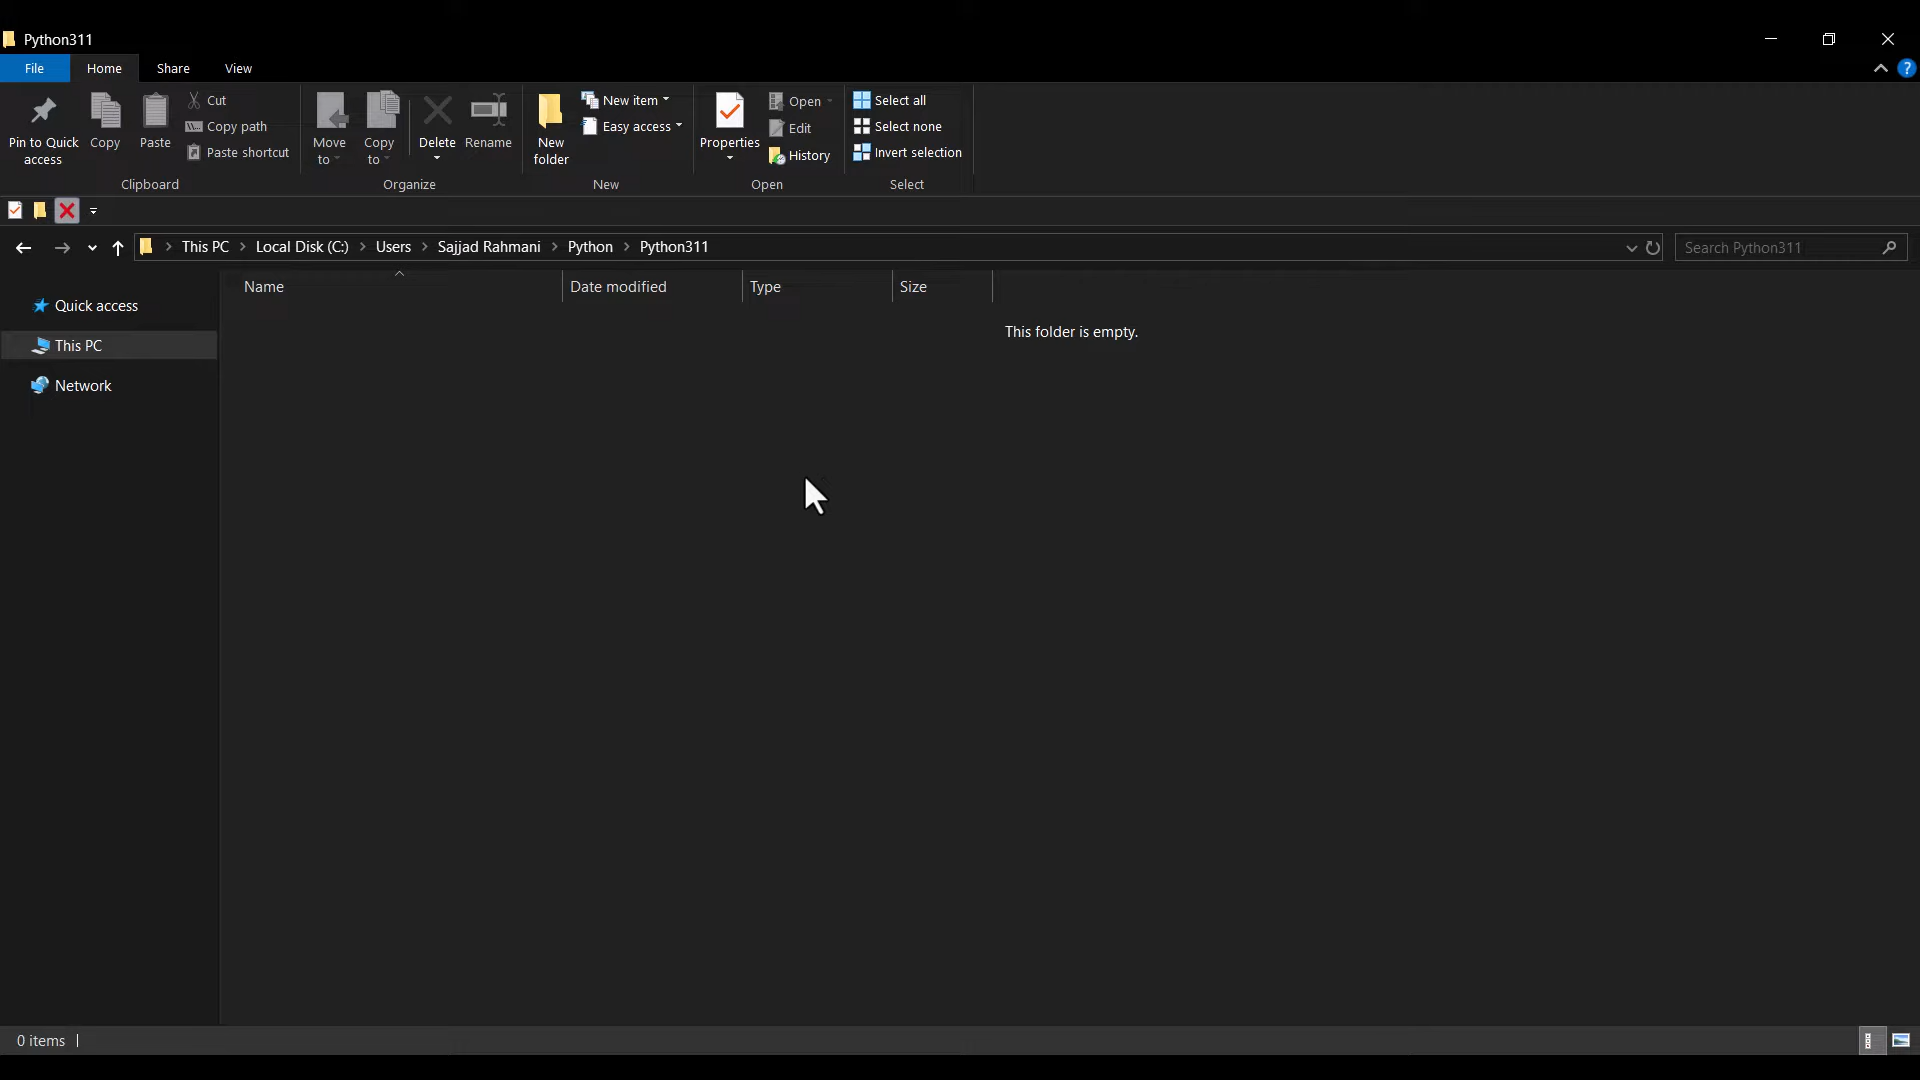 Python311
File Home Share View
?
Pin to Quick access
Copy
Paste
Cut
Copy path
Paste shortcut
Clipboard
Move to
Copy to
Delete
Rename
Organize
New folder
New item
Easy access
New
Properties
Open
Edit
History
Open
Select all
Select none
Invert selection
Select
This PC Local Disk (C:) Users Sajjad Rahmani Python Python311
Search Python311
Name Date modified Type Size
Quick access
This PC
Network
This folder is empty.
0 items